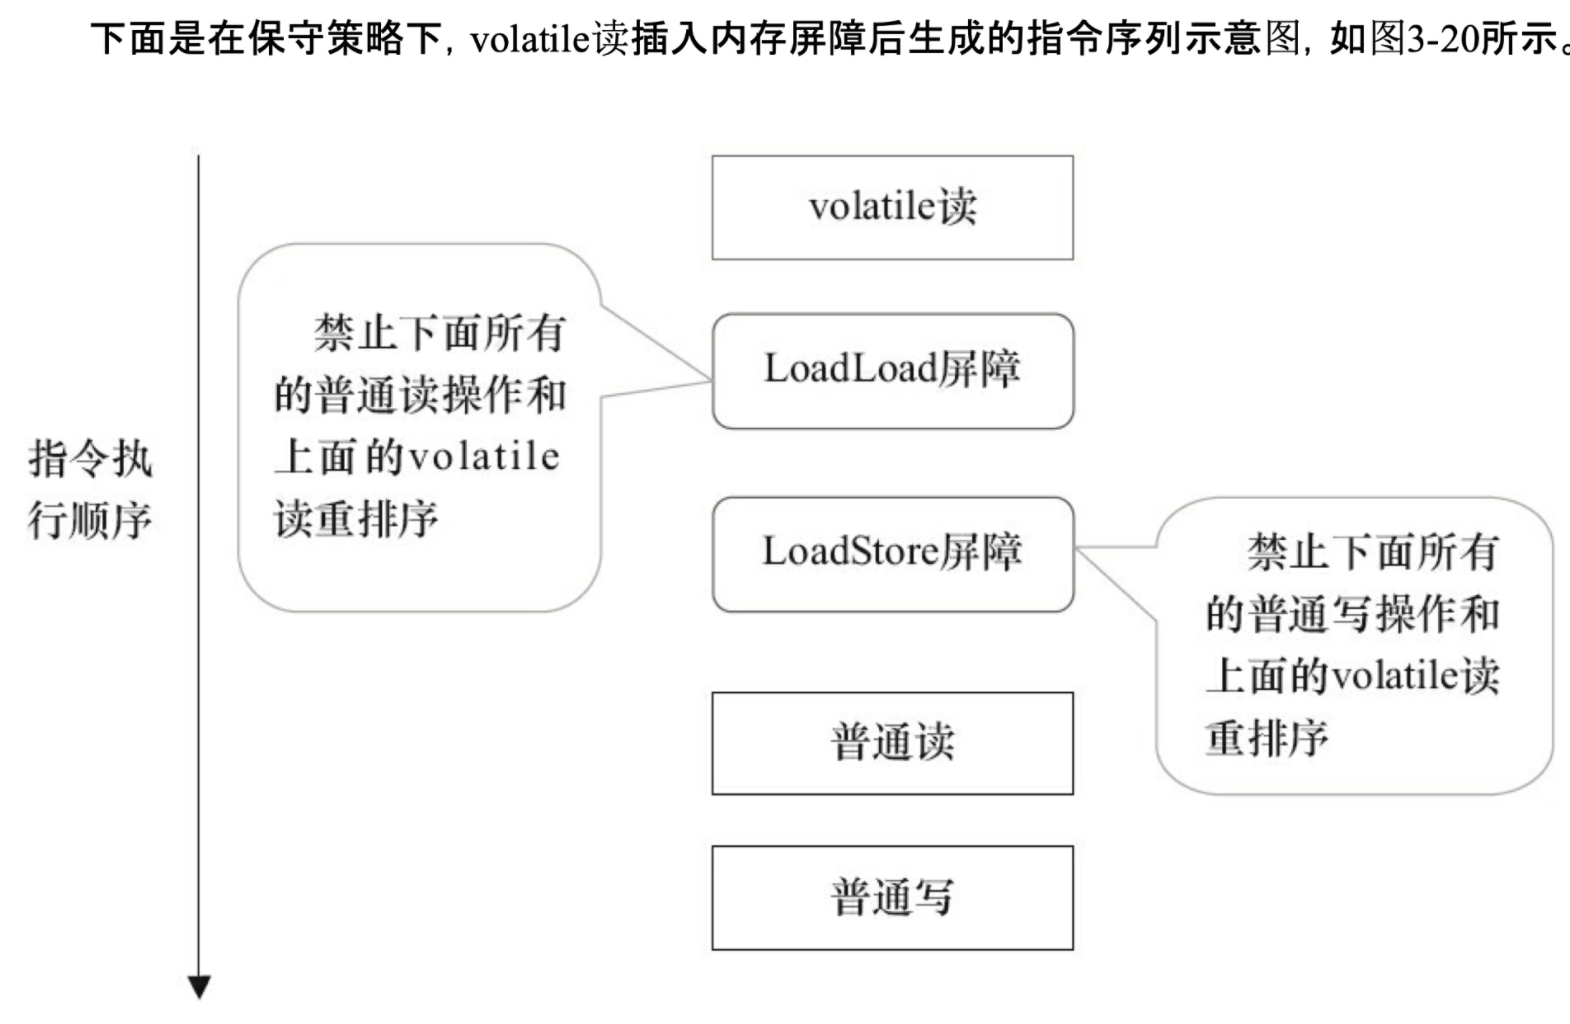 下面是在保守策略下, volatile读插入内存屏障后生成的指令序列示意图, 如图3-20所示。
volatile读
禁止下面所有
的普通读操作和
上面的volatile
读重排序
LoadLoad屏障
指令执
行顺序
LoadStore屏障
禁止下面所有
的普通写操作和
上面的volatile读
重排序
普通读
普通写